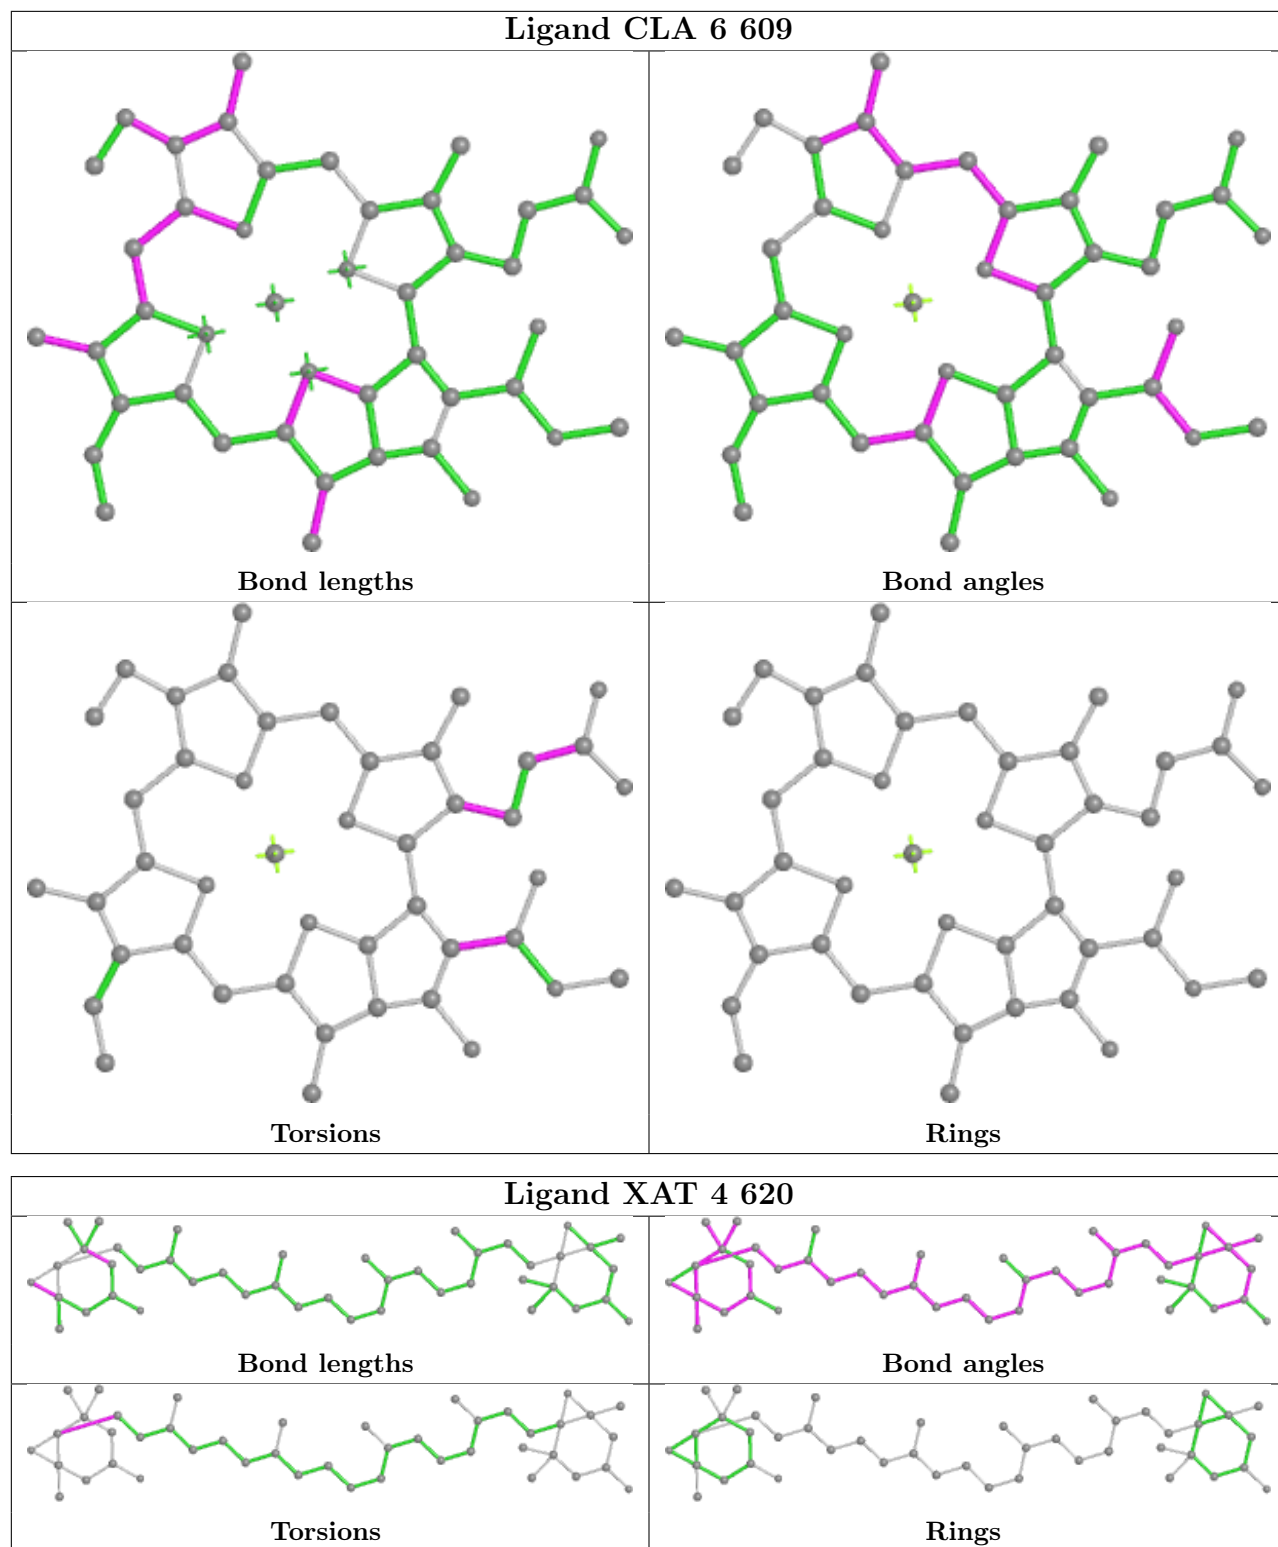 Ligand CLA 6 609
Bond lengths
Bond angles
Torsions
Rings
Ligand XAT 4 620
Bond lengths
Bond angles
Torsions
Rings